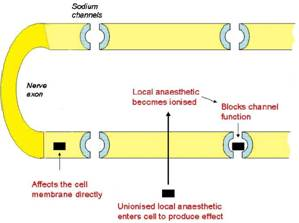 Sodium
channels
Nerve
axon
Local anaesthetic
becomes ionised
Blocks channel
function
Affects the cell
membrane directly
Unionised local anaesthetic
enters cell to produce effect